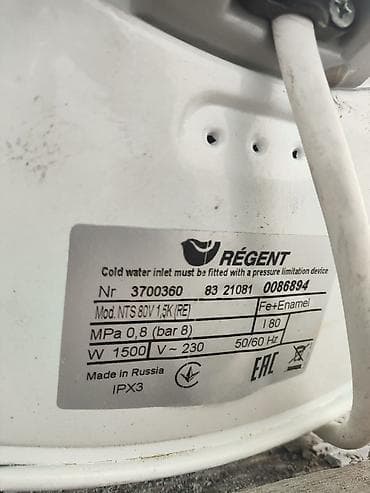 RÉGENT
Cold water inlet must be fitted with a pressure limitation device
Nr 3700360 83 21081 0086894
Mod. NTS 80V 1,5K (RE) Fe+Enamel
MPa 0,8 (bar 8) l 80
W 1500 V~ 230 50/60 Hz
Made in Russia
IPX3
EAC